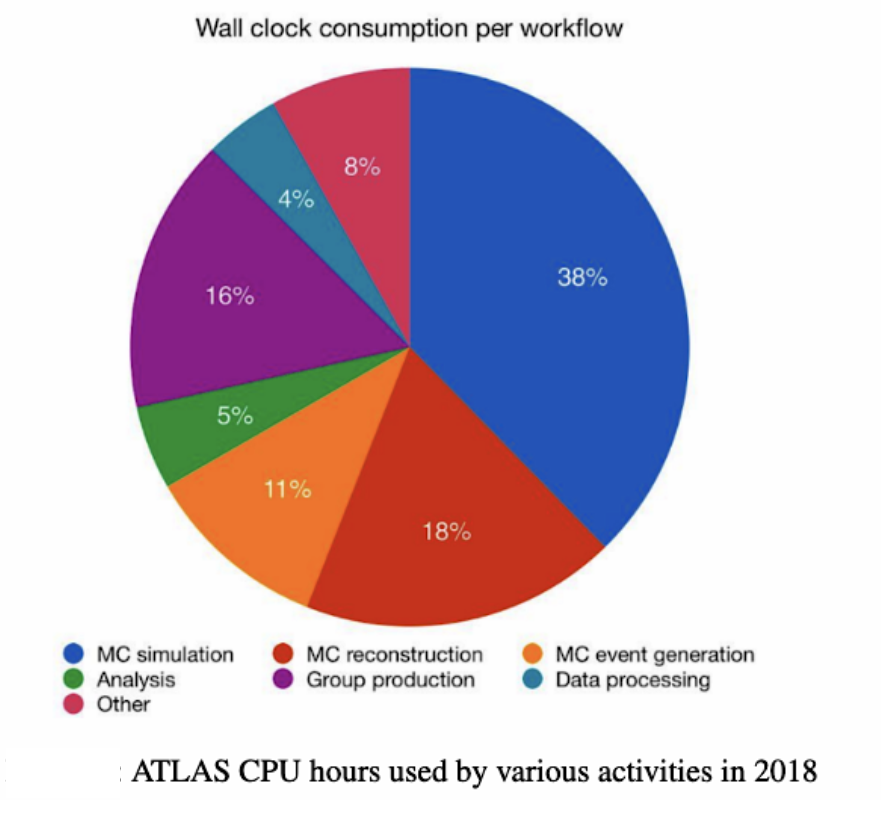 Wall clock consumption per workflow
8%
4%
38%
16%
5%
11%
18%
MC simulation
MC reconstruction
MC event generation
Analysis
Group production
Data processing
Other
: ATLAS CPU hours used by various activities in 2018